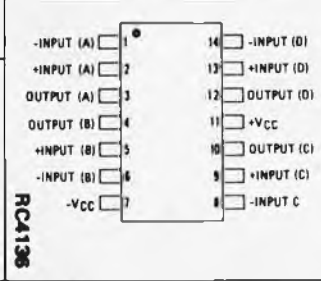 -INPUT (A) 1 14 -INPUT (D)
+INPUT (A) 2 13 +INPUT (D)
OUTPUT (A) 3 12 OUTPUT (D)
OUTPUT (B) 4 11 +VCC
+INPUT (B) 5 10 OUTPUT (C)
-INPUT (B) 6 9 +INPUT (C)
-VCC 7 8 -INPUT C
RC4136